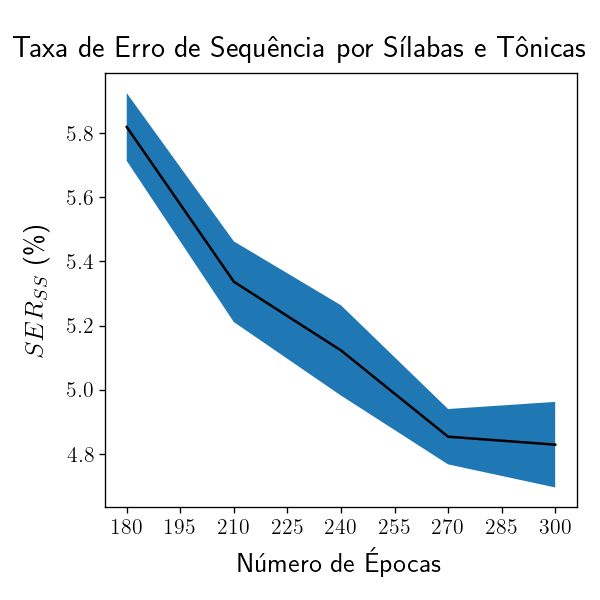 Taxa de Erro de Sequência por Sílabas e Tônicas
5.8
5.6
5.4
5.2
5.0
4.8
SER_SS (%)
180 195 210 225 240 255 270 285 300
Número de Épocas